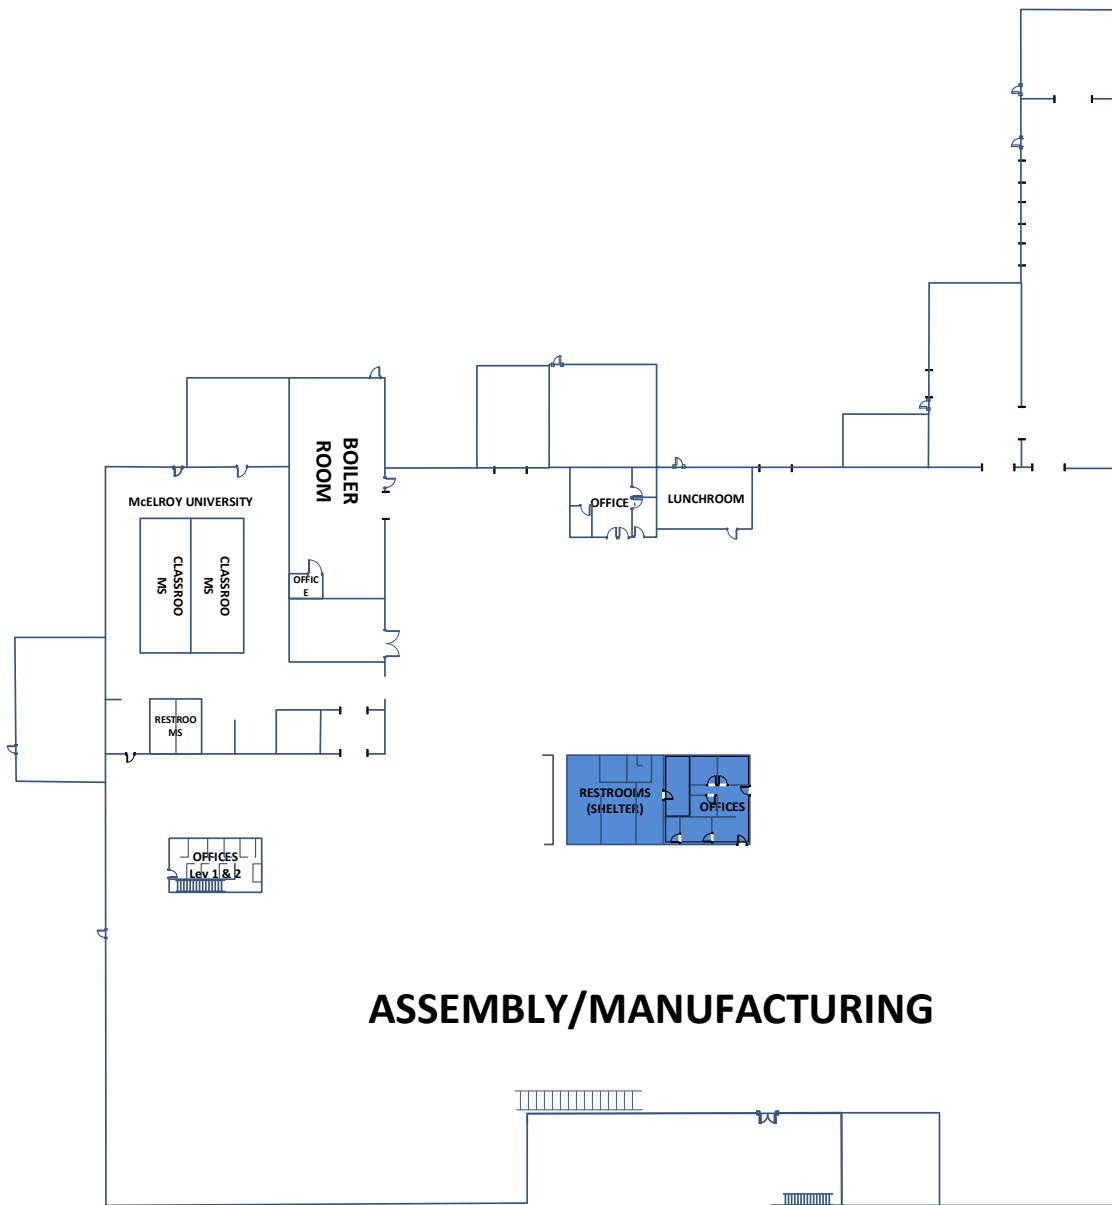 BOILER
ROOM
McELROY UNIVERSITY
OFFICE
LUNCHROOM
CLASSROO
MS
CLASSROO
MS
OFFIC
E
RESTROO
MS
RESTROOMS
(SHELTER)
OFFICES
OFFICES
Lev 1 & 2
ASSEMBLY/MANUFACTURING